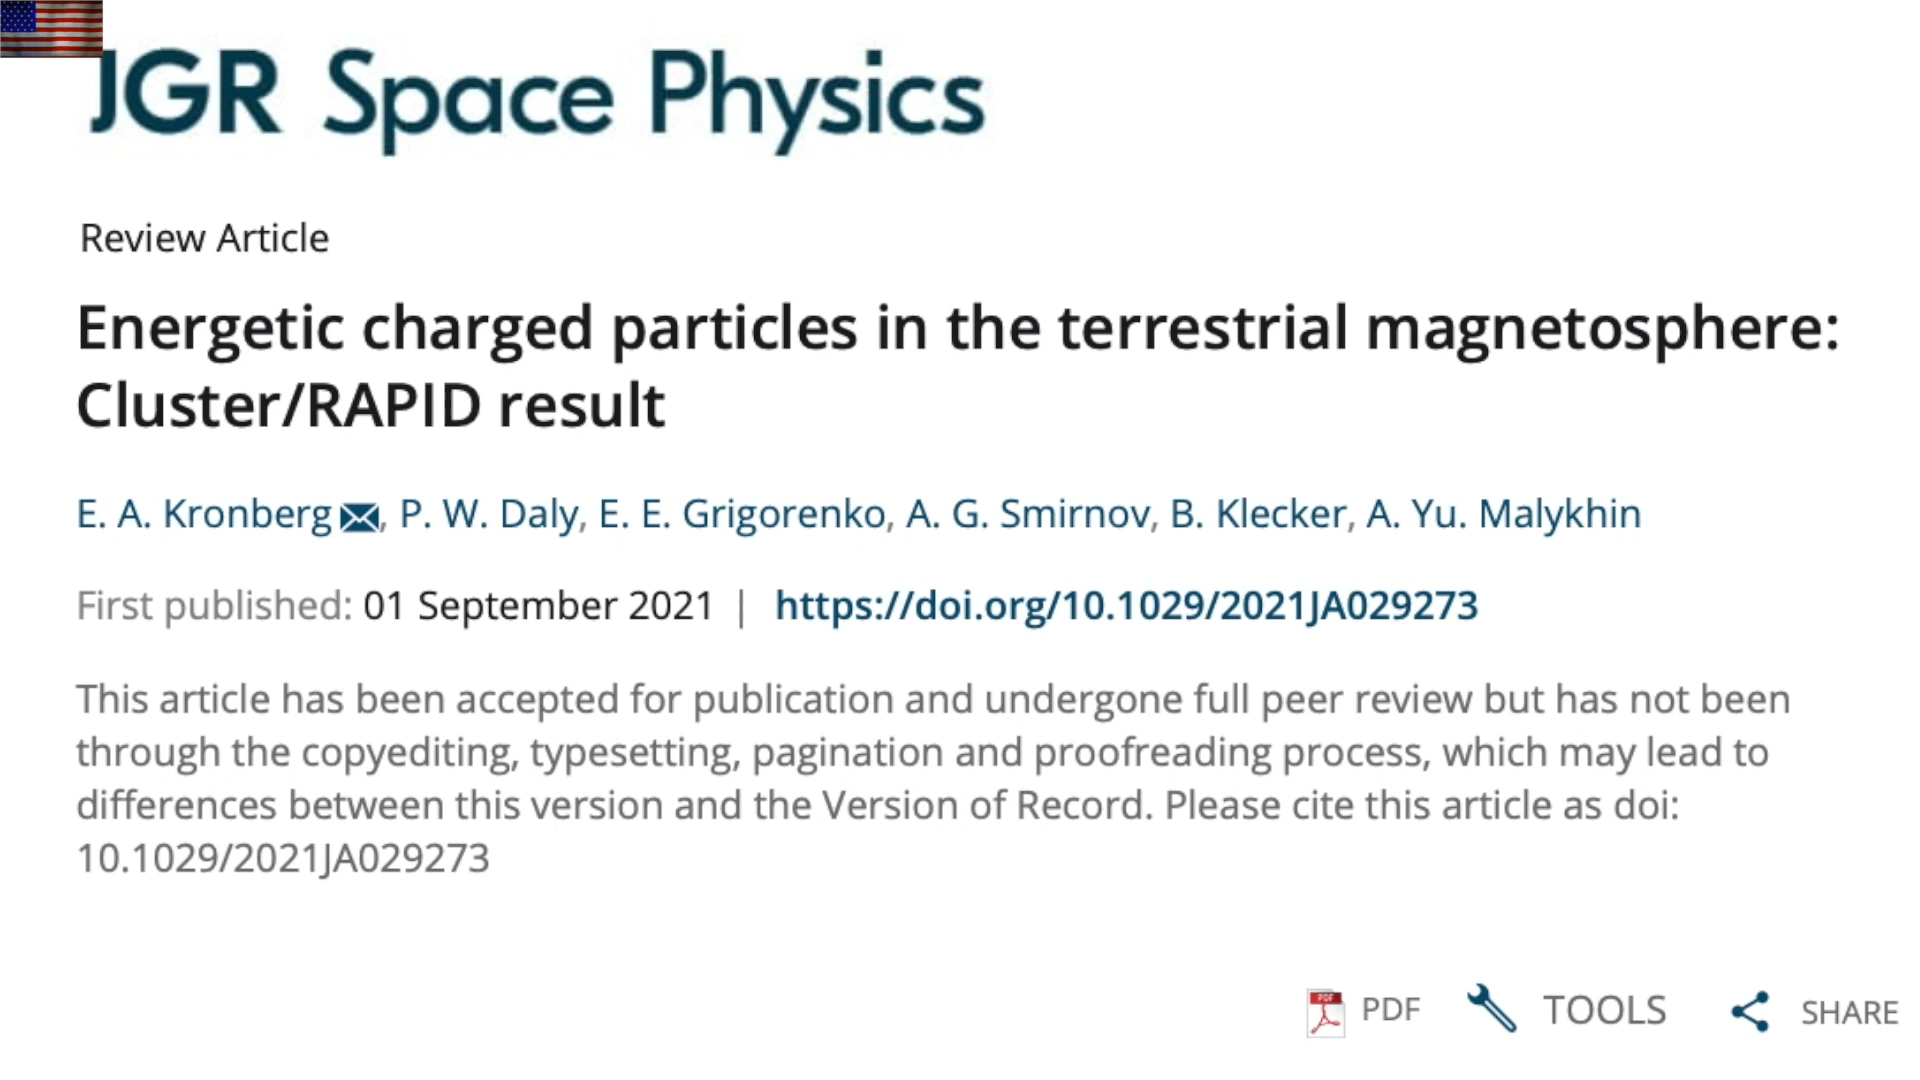 JGR Space Physics
Review Article
Energetic charged particles in the terrestrial magnetosphere:
Cluster/RAPID result
E. A. Kronberg, P. W. Daly, E. E. Grigorenko, A. G. Smirnov, B. Klecker, A. Yu. Malykhin
First published: 01 September 2021 | https://doi.org/10.1029/2021JA029273
This article has been accepted for publication and undergone full peer review but has not been
through the copyediting, typesetting, pagination and proofreading process, which may lead to
differences between this version and the Version of Record. Please cite this article as doi:
10.1029/2021JA029273
PDF PDF TOOLS SHARE